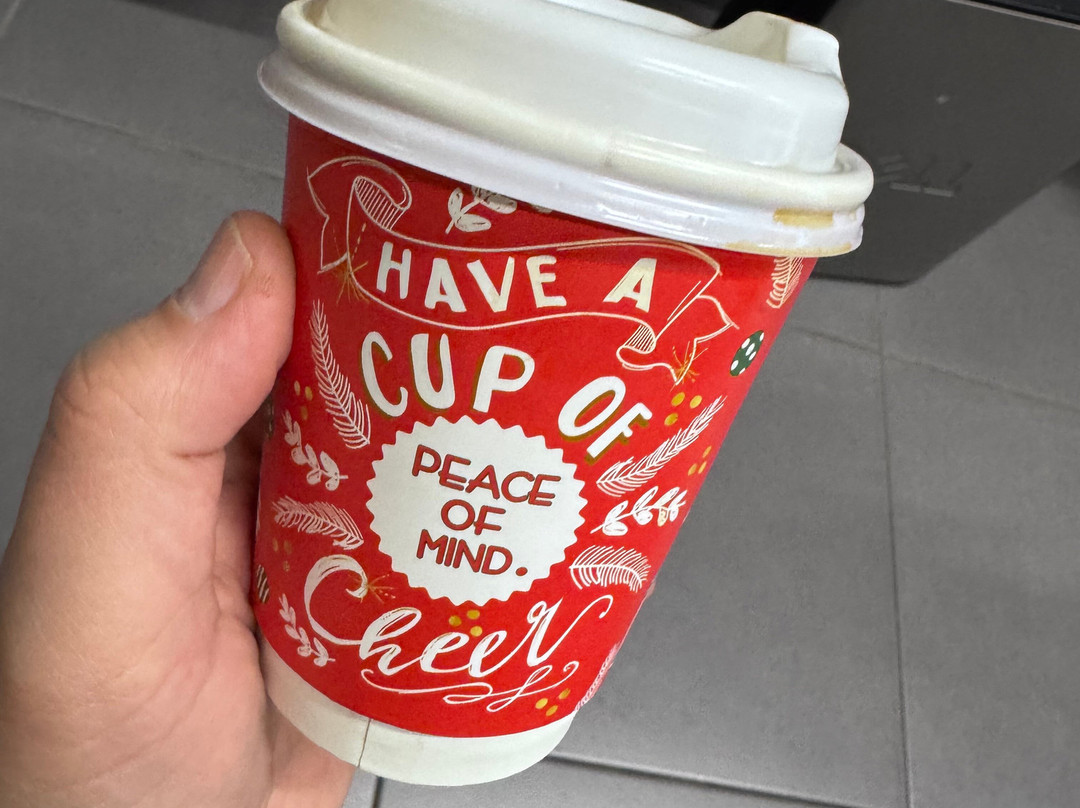 HAVE A
CUP OF
PEACE
OF
MIND.
Cheer